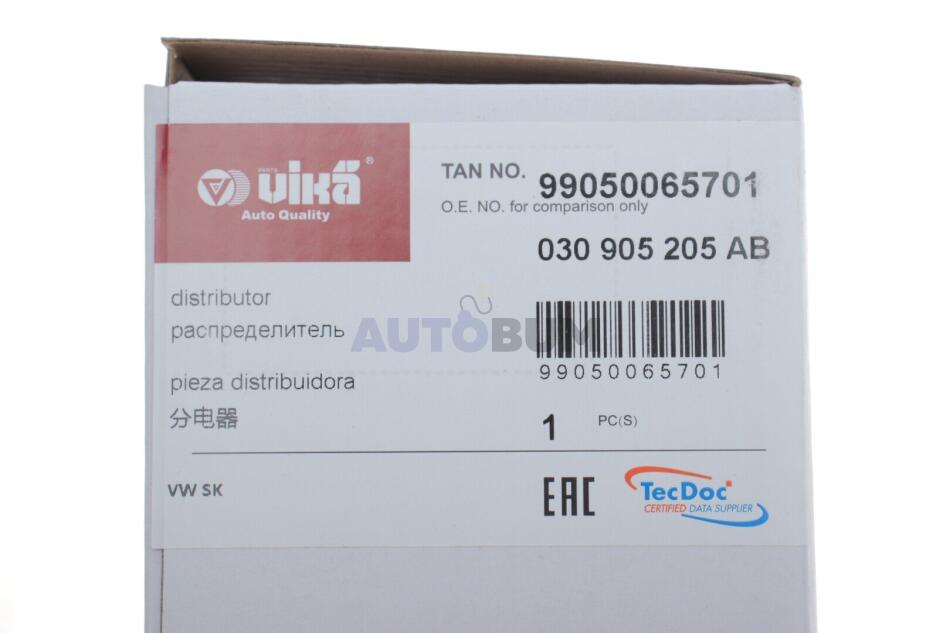 PARTS
vika®
Auto Quality
TAN NO. 99050065701
O.E. NO. for comparison only
030 905 205 AB
distributor
распределитель
AUTOBUM
pieza distribuidora
分电器
99050065701
1 PC(S)
VW SK
EAC
TecDoc
CERTIFIED DATA SUPPLIER